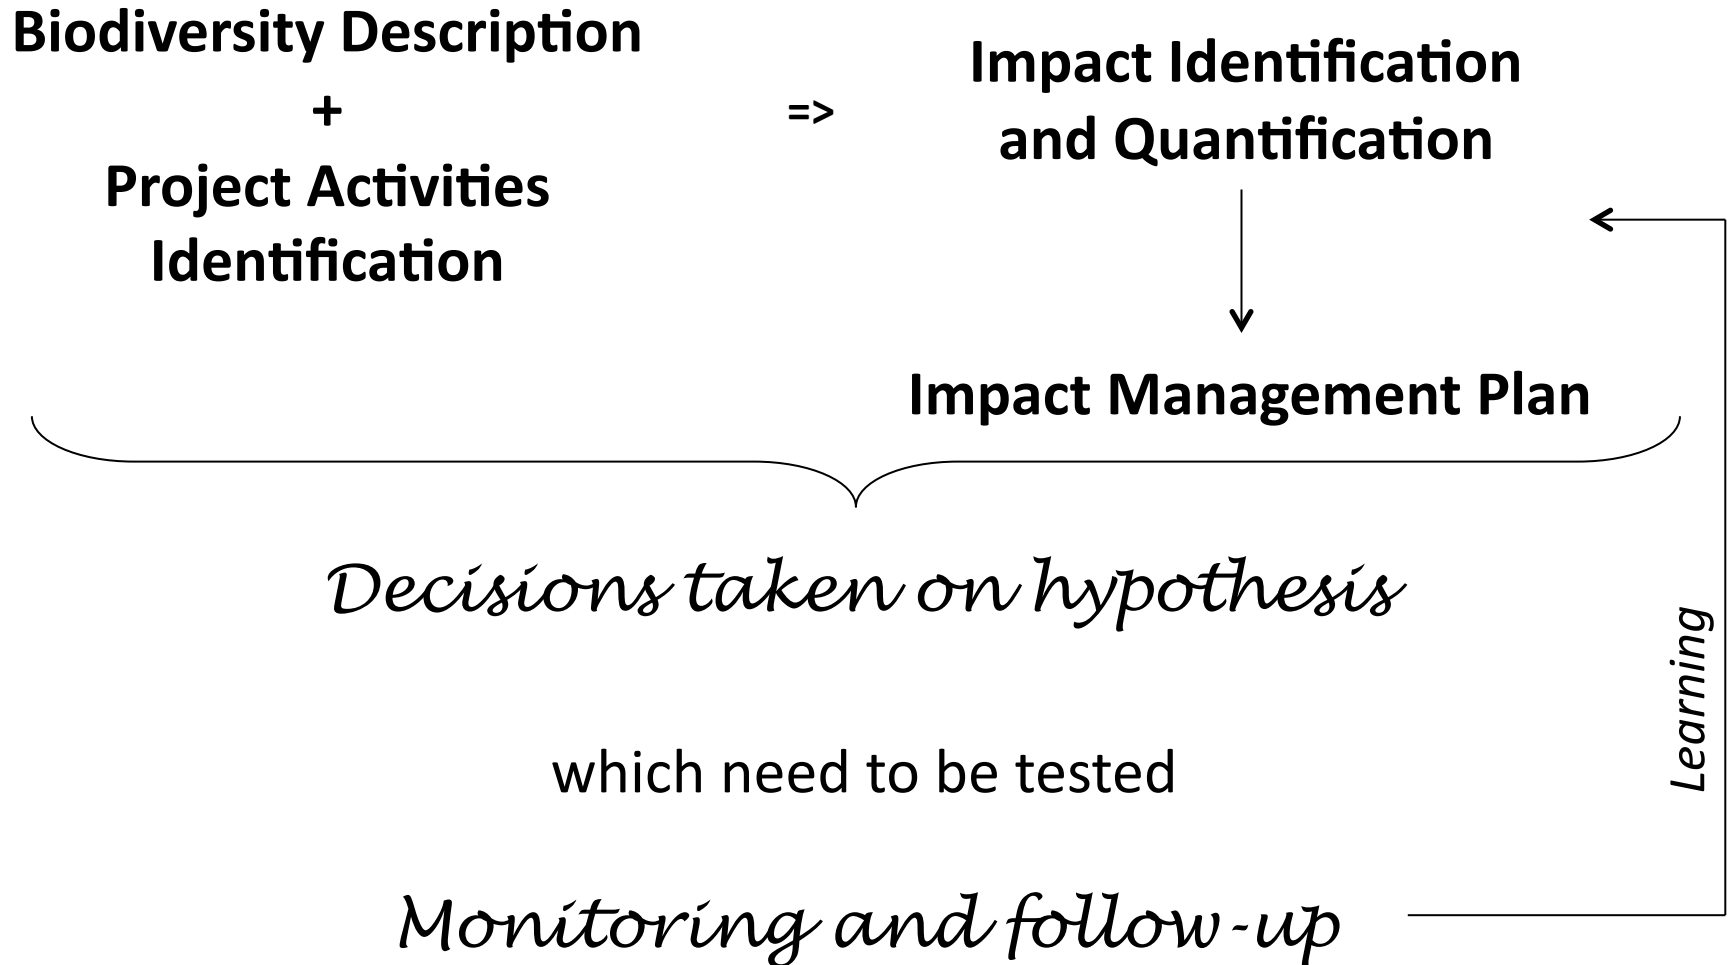 Biodiversity Description
+
Project Activities
Identification
=>
Impact Identification
and Quantification
Impact Management Plan
Decisions taken on hypothesis
which need to be tested
Monitoring and follow-up
Learning